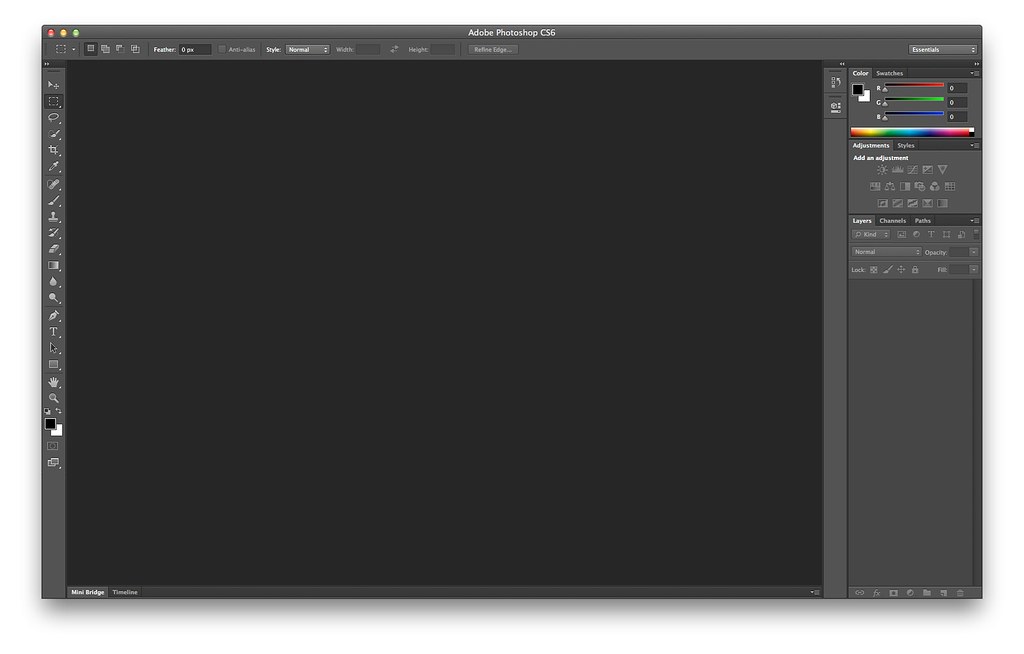 Adobe Photoshop CS6
Feather: 0 px Anti-alias Style: Normal Width: Height: Refine Edge... Essentials
Color Swatches
R 0
G 0
B 0
Adjustments Styles
Add an adjustment
Layers Channels Paths
Kind T
Normal Opacity:
Lock: Fill:
T
Mini Bridge Timeline
fx